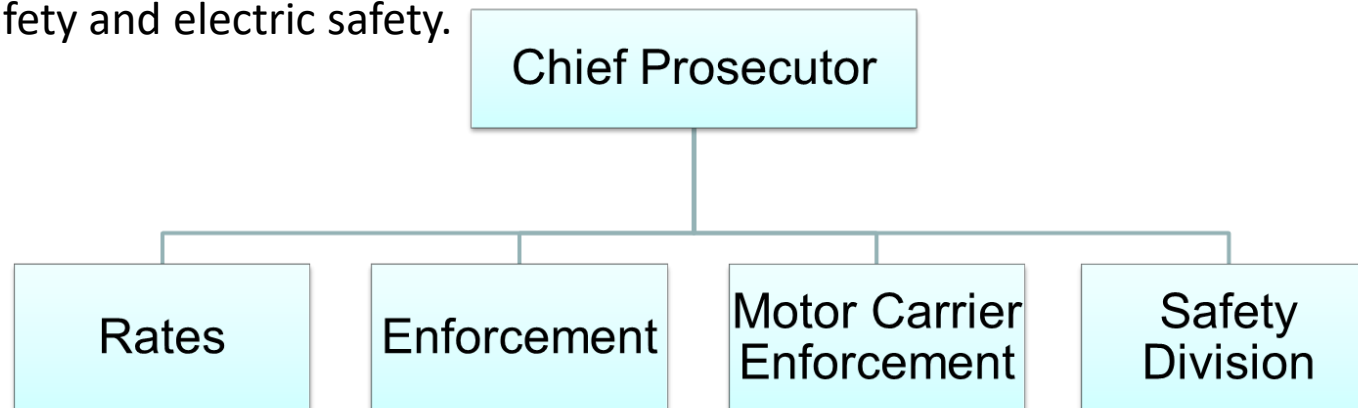 fety and electric safety.
Chief Prosecutor
Rates
Enforcement
Motor Carrier
Enforcement
Safety
Division